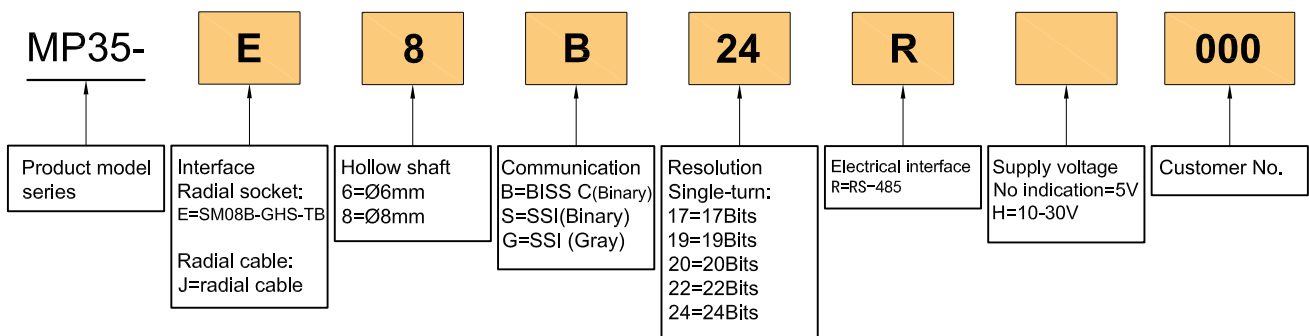 MP35- E 8 B 24 R 000
Product model
series
Interface
Radial socket:
E=SM08B-GHS-TB
Radial cable:
J=radial cable
Hollow shaft
6=Ø6mm
8=Ø8mm
Communication
B=BISS C(Binary)
S=SSI(Binary)
G=SSI (Gray)
Resolution
Single-turn:
17=17Bits
19=19Bits
20=20Bits
22=22Bits
24=24Bits
Electrical interface
R=RS-485
Supply voltage
No indication=5V
H=10-30V
Customer No.